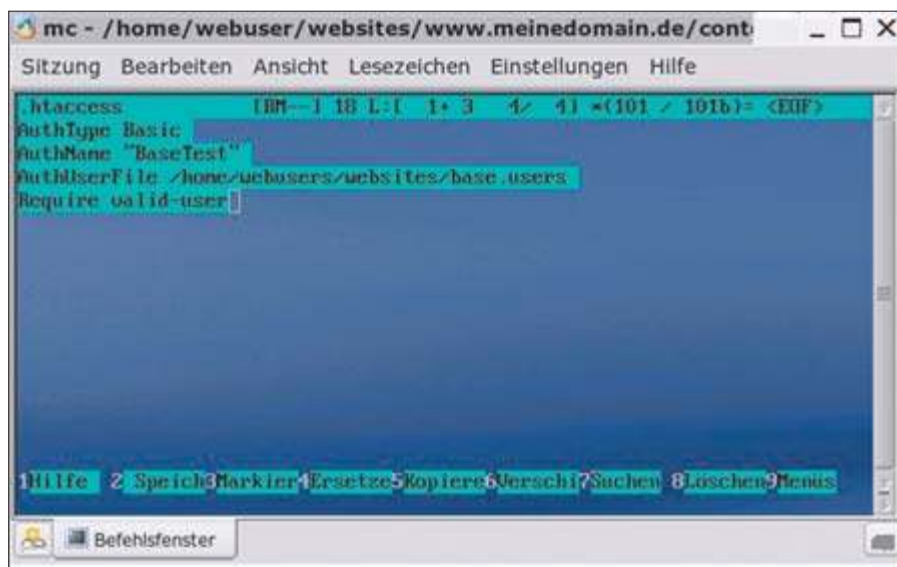 mc - /home/webuser/websites/www.meinedomain.de/cont
Sitzung Bearbeiten Ansicht Lesezeichen Einstellungen Hilfe
.htaccess [BM--] 18 L:[ 1+ 3 4/ 4] *(101 / 101b)= <EOF>
AuthType Basic
AuthName "BaseTest"
AuthUserFile /home/webusers/websites/base.users
Require valid-user
1Hilfe 2 Speich3Markier4Ersetze5Kopiere6Verschi7Suchen 8Löschen9Menüs
Befehlsfenster